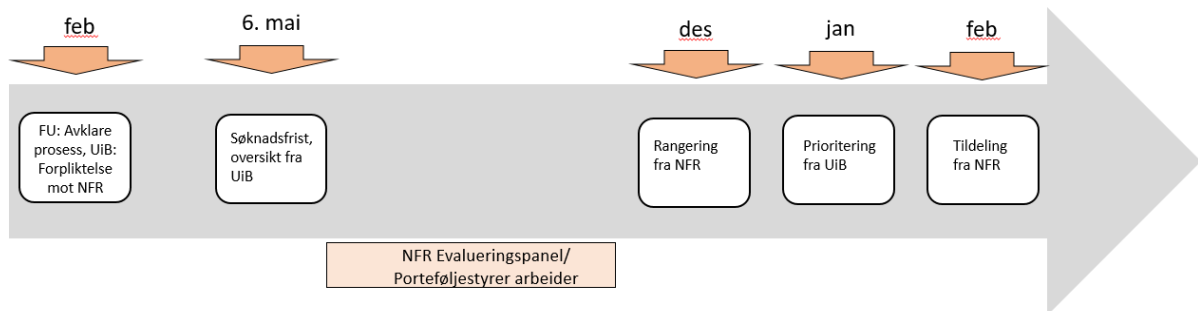 feb
6. mai
des
jan
feb
FU: Avklare
prosess, UiB:
Forpliktelse
mot NFR
Søknadsfrist,
oversikt fra
UiB
Rangering
fra NFR
Prioritering
fra UiB
Tildeling
fra NFR
NFR Evalueringspanel/
Porteføljestyrer arbeider